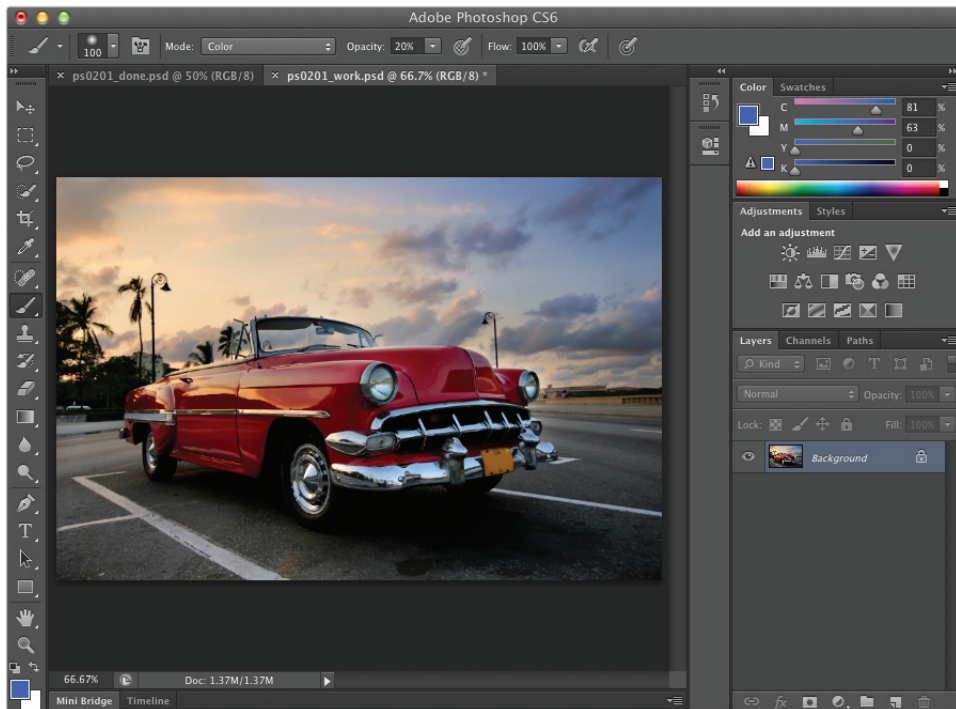 Adobe Photoshop CS6
100 Mode: Color Opacity: 20% Flow: 100%
× ps0201_done.psd @ 50% (RGB/8) × ps0201_work.psd @ 66.7% (RGB/8) *
Color Swatches
C 81 %
M 63 %
Y 0 %
K 0 %
Adjustments Styles
Add an adjustment
Layers Channels Paths
Kind T
Normal Opacity: 100%
Lock: Fill: 100%
Background
T
66.67% Doc: 1.37M/1.37M
Mini Bridge Timeline
fx